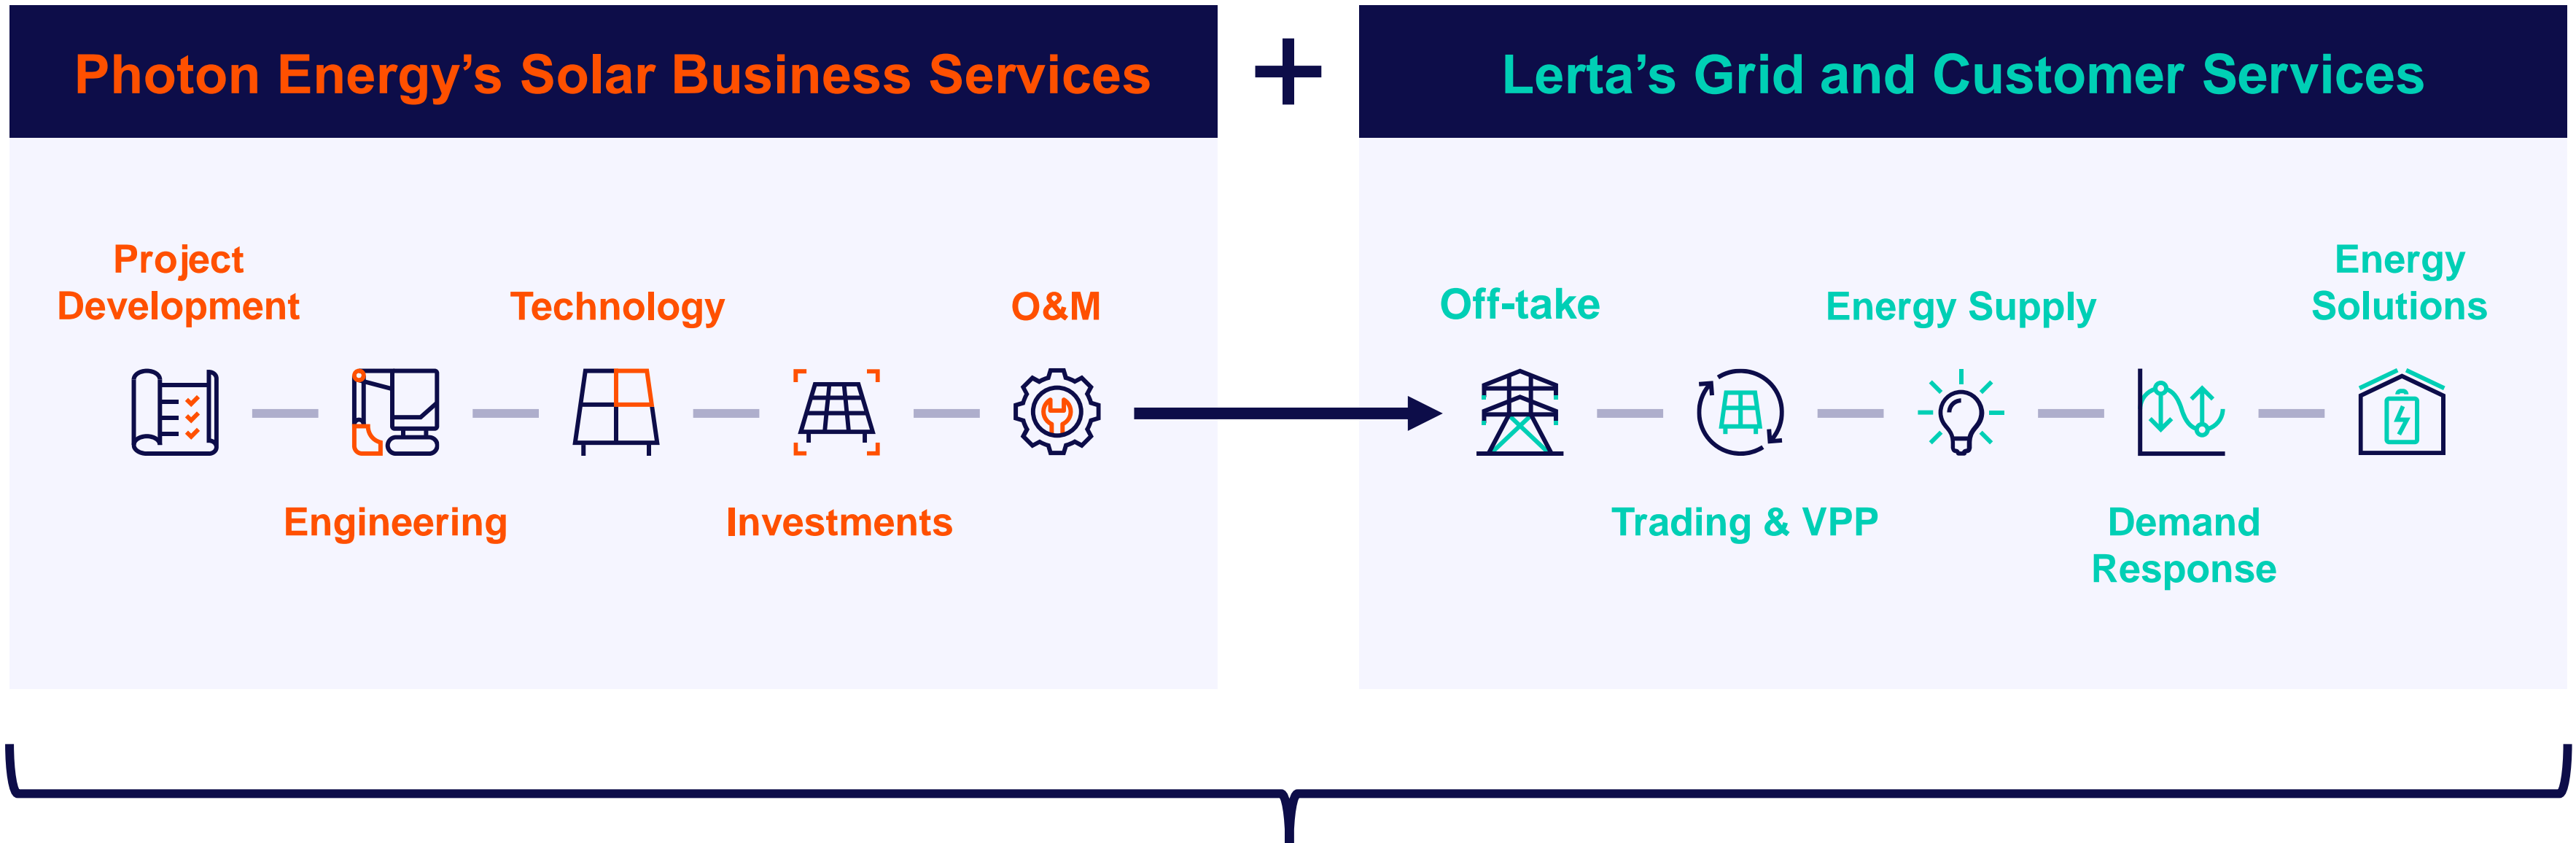 Photon Energy’s Solar Business Services
+
Lerta’s Grid and Customer Services
Project
Development
Engineering
Technology
Investments
O&M
Off-take
Trading & VPP
Energy Supply
Demand
Response
Energy
Solutions